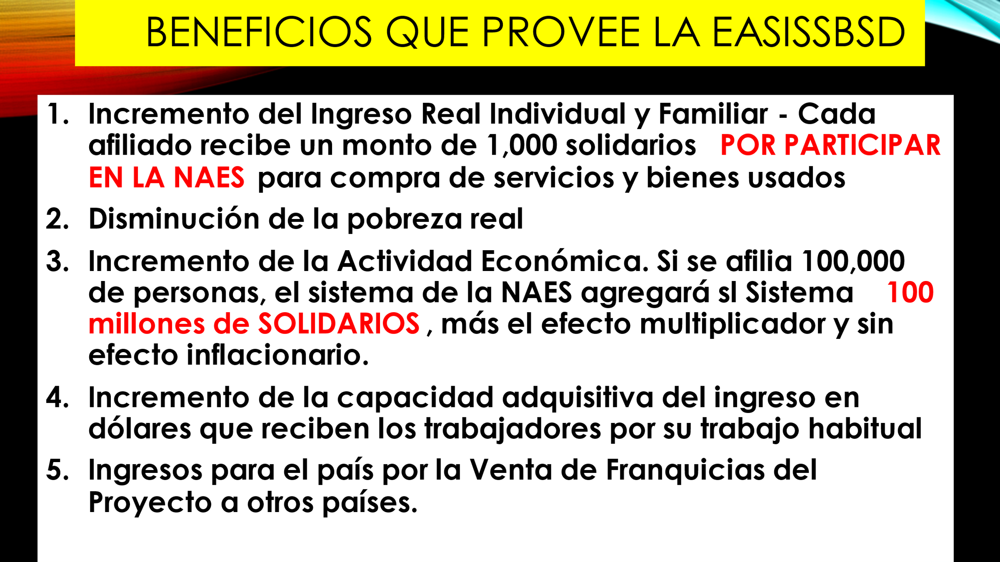 BENEFICIOS QUE PROVEE LA EASISSBSD
1. Incremento del Ingreso Real Individual y Familiar - Cada
afiliado recibe un monto de 1,000 solidarios POR PARTICIPAR
EN LA NAES para compra de servicios y bienes usados
2. Disminución de la pobreza real
3. Incremento de la Actividad Económica. Si se afilia 100,000
de personas, el sistema de la NAES agregará sl Sistema 100
millones de SOLIDARIOS , más el efecto multiplicador y sin
efecto inflacionario.
4. Incremento de la capacidad adquisitiva del ingreso en
dólares que reciben los trabajadores por su trabajo habitual
5. Ingresos para el país por la Venta de Franquicias del
Proyecto a otros países.